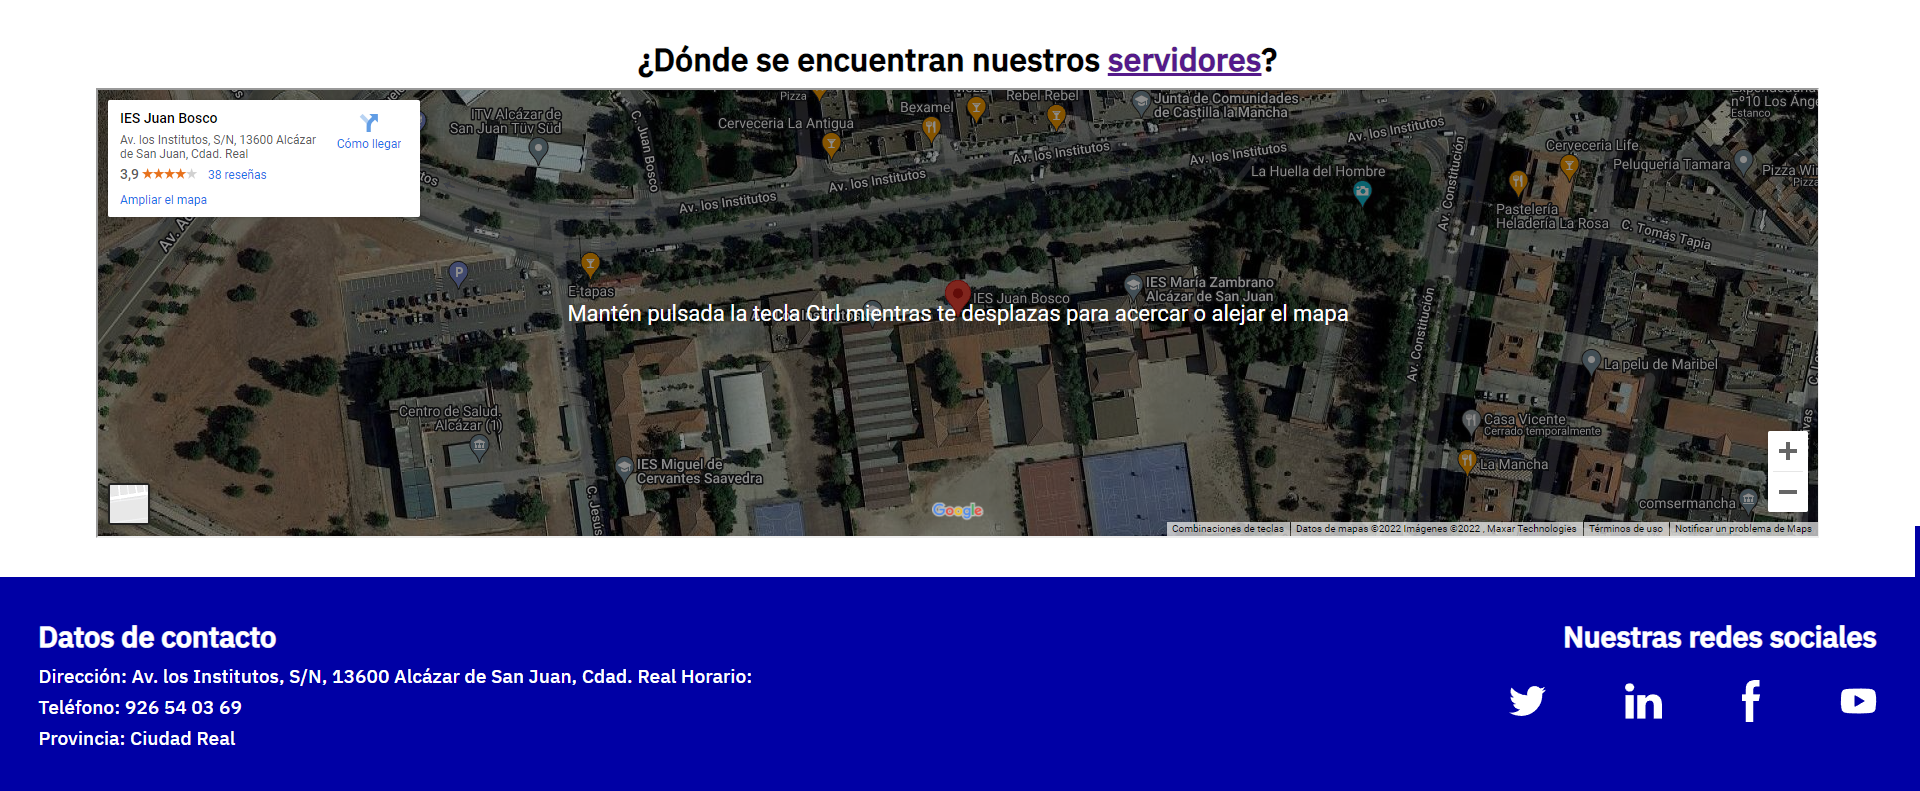 ¿Dónde se encuentran nuestros servidores?
IES Juan Bosco
Av. los Institutos, S/N, 13600 Alcázar
de San Juan, Cdad. Real
3,9
38 reseñas
Ampliar el mapa
Cómo llegar
ITV Alcázar de
San Juan Tüv Süd
C. Juan Bosco
Pizza
Bexamel
Rebel Rebel
Cerveceria La Antigua
Junta de Comunidades
de Castilla la Mancha
nº10 Los Ánge
Estanco
Av. los Institutos
Av. los Institutos
Av. los Institutos
Av. los Institutos
Av. los Institutos
La Huella del Hombre
Av. Constitución
Cerveceria Life
Peluquería Tamara
Pizza
Pastelería
Heladería La Rosa
C. Tomás Tapia
P
E-tapas
IES Juan Bosco
IES María Zambrano
Alcázar de San Juan
Mantén pulsada la tecla Ctrl mientras te desplazas para acercar o alejar el mapa
Av. Constitución
La pelu de Maribel
Centro de Salud
Alcázar (1)
Casa Vicente
Cerrado temporalmente
IES Miguel de
Cervantes Saavedra
La Mancha
C. Jesús
comsermancha
Google
Combinaciones de teclas
Datos de mapas ©2022 Imágenes ©2022 , Maxar Technologies
Términos de uso
Notificar un problema de Maps
Datos de contacto
Dirección: Av. los Institutos, S/N, 13600 Alcázar de San Juan, Cdad. Real Horario:
Teléfono: 926 54 03 69
Provincia: Ciudad Real
Nuestras redes sociales